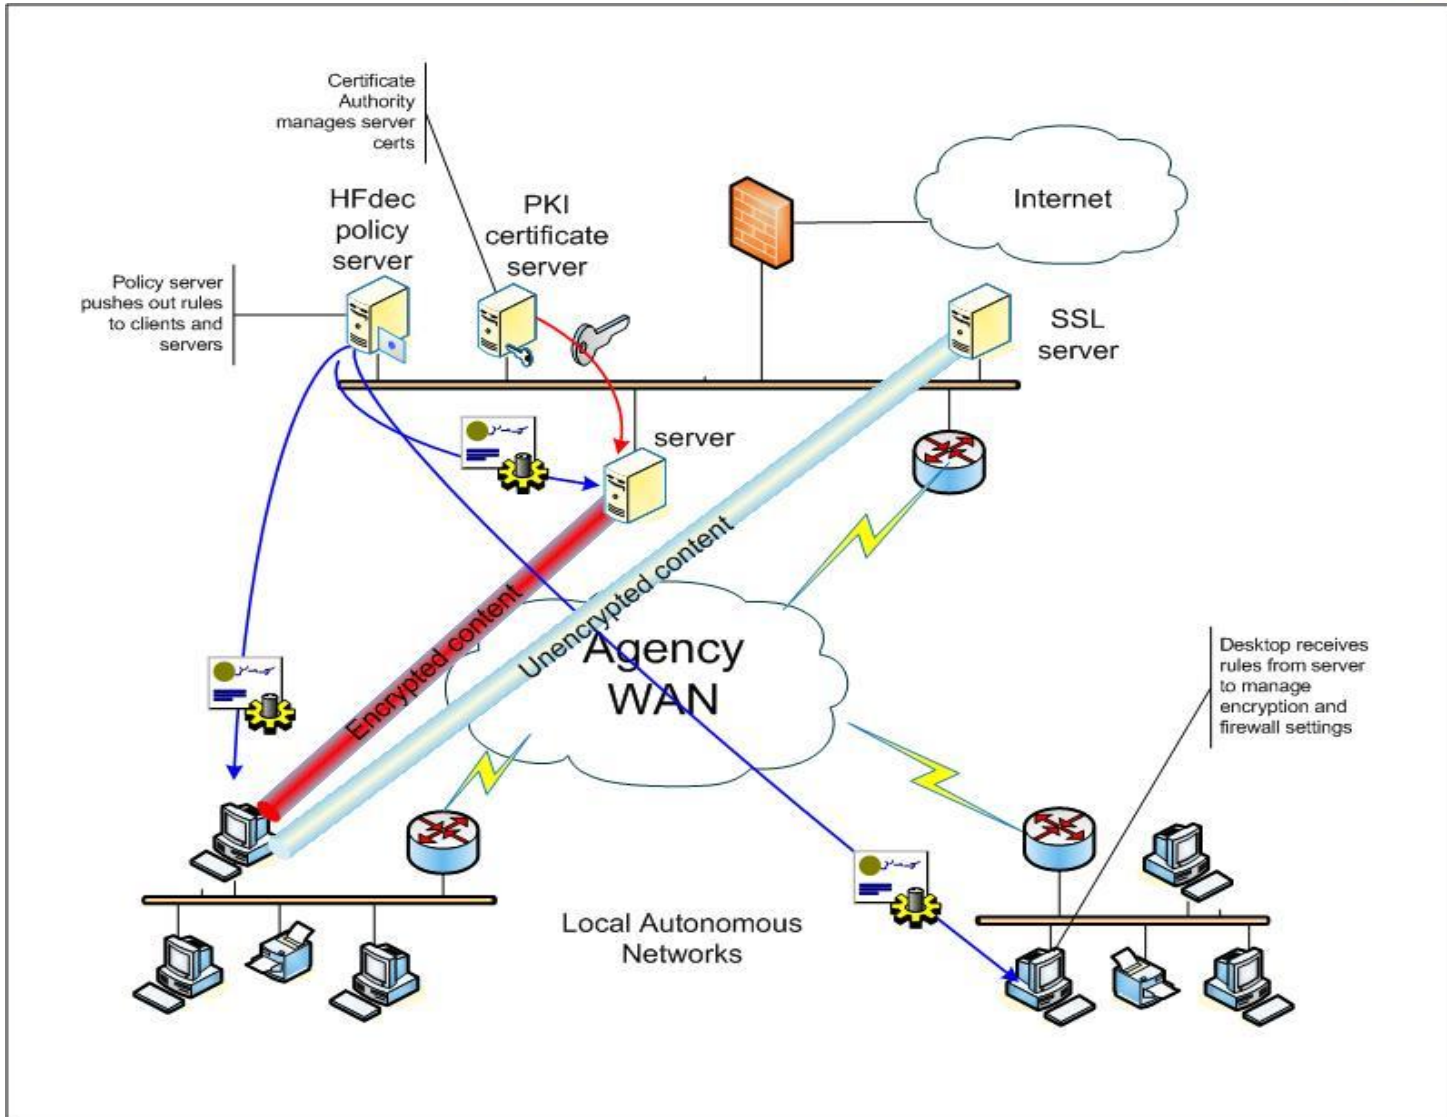 Certificate
Authority
manages server
certs
HFdec
policy
server
PKI
certificate
server
Internet
Policy server
pushes out rules
to clients and
servers
SSL
server
server
Encrypted content
Unencrypted content
Agency
WAN
Desktop receives
rules from server
to manage
encryption and
firewall settings
Local Autonomous
Networks